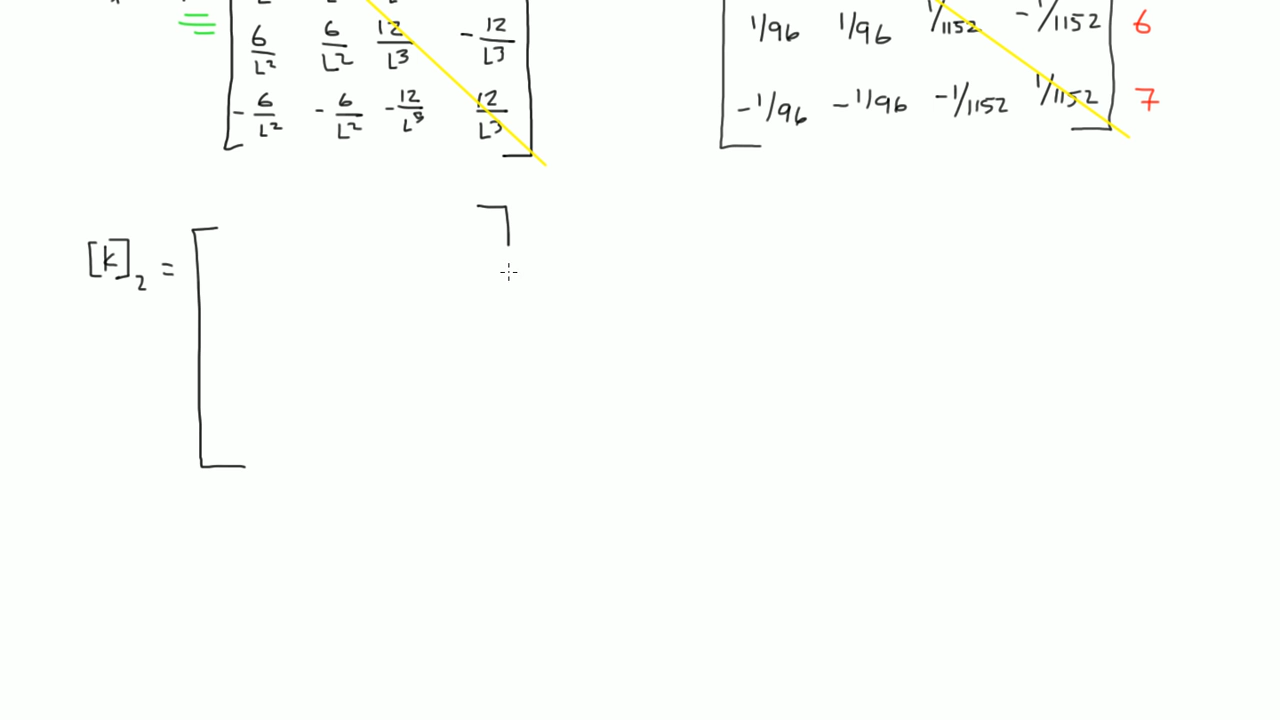 6/L² 6/L² 12/L³ -12/L³
-6/L² -6/L² -12/L³ 12/L³
1/96 1/96 1/1152 -1/1152 6
-1/96 -1/96 -1/1152 1/1152 7
[k]₂ = [ ]